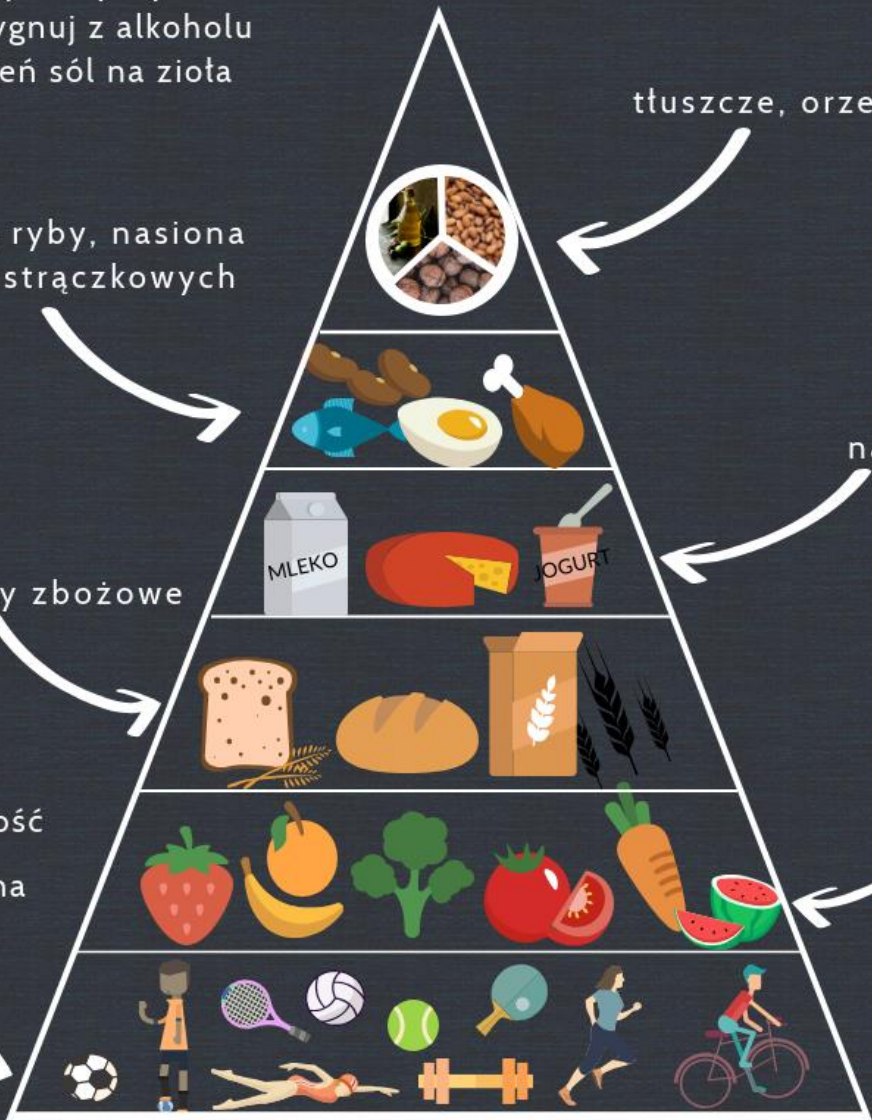 ygnuj z alkoholu
eń sól na zioła
tłuszcze, orze
ryby, nasiona
strączkowych
na
MLEKO
JOGURT
y zbożowe
ość
na